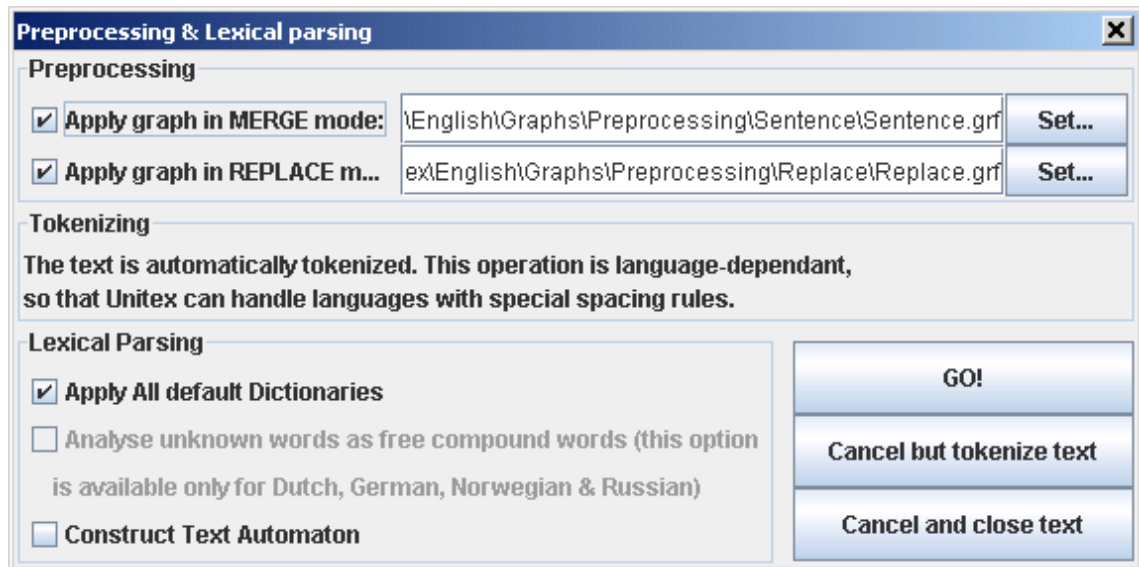 Preprocessing & Lexical parsing
Preprocessing
Apply graph in MERGE mode: \English\Graphs\Preprocessing\Sentence\Sentence.grf Set...
Apply graph in REPLACE m... ex\English\Graphs\Preprocessing\Replace\Replace.grf Set...
Tokenizing
The text is automatically tokenized. This operation is language-dependant,
so that Unitex can handle languages with special spacing rules.
Lexical Parsing
Apply All default Dictionaries
Analyse unknown words as free compound words (this option
is available only for Dutch, German, Norwegian & Russian)
Construct Text Automaton
GO!
Cancel but tokenize text
Cancel and close text